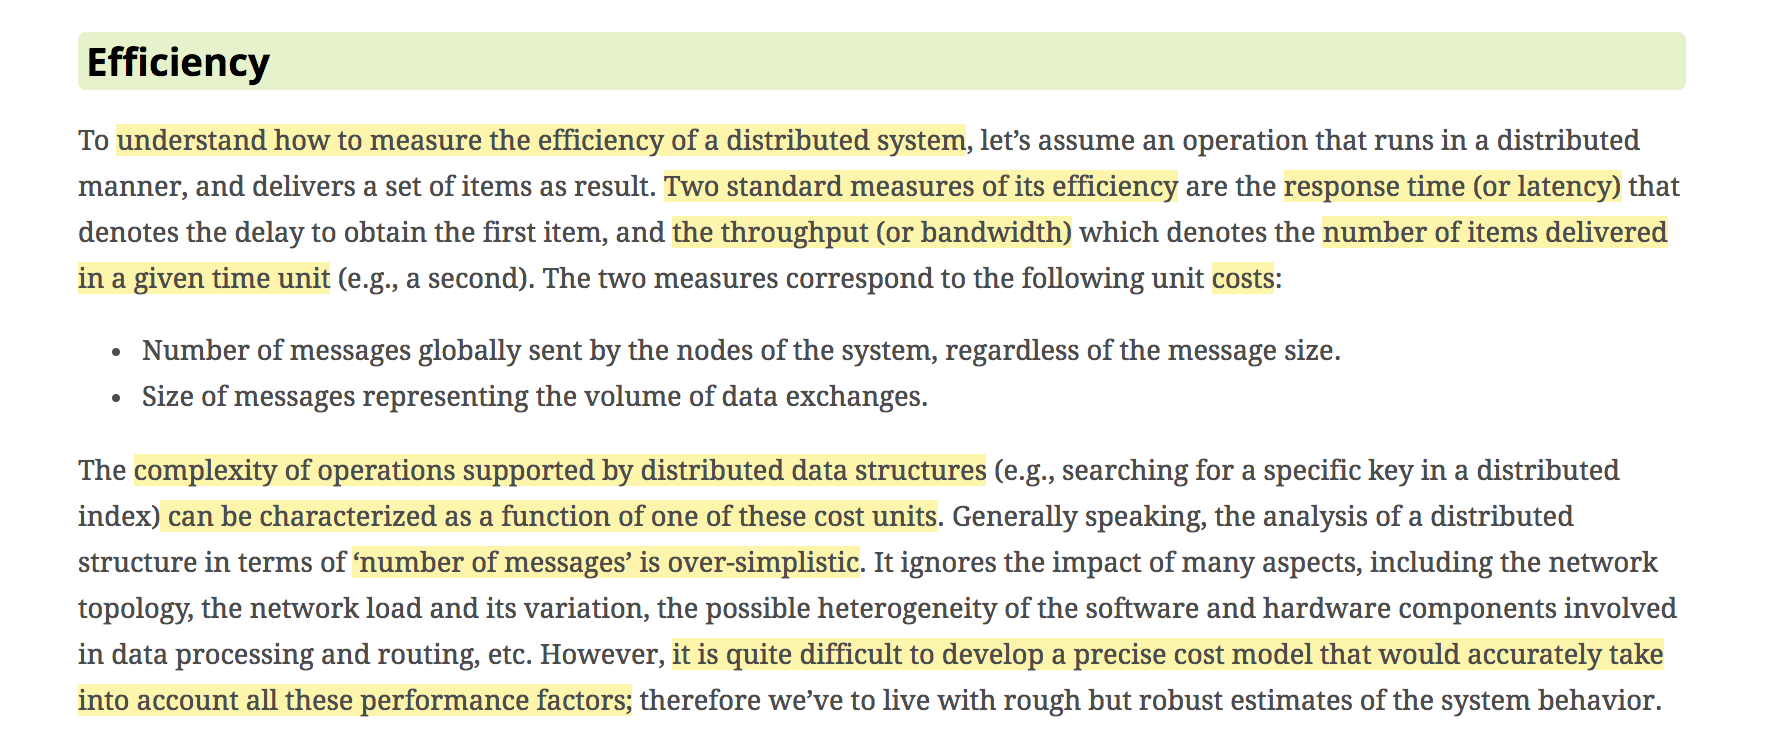 Efficiency
To understand how to measure the efficiency of a distributed system, let’s assume an operation that runs in a distributed
manner, and delivers a set of items as result. Two standard measures of its efficiency are the response time (or latency) that
denotes the delay to obtain the first item, and the throughput (or bandwidth) which denotes the number of items delivered
in a given time unit (e.g., a second). The two measures correspond to the following unit costs:
• Number of messages globally sent by the nodes of the system, regardless of the message size.
• Size of messages representing the volume of data exchanges.
The complexity of operations supported by distributed data structures (e.g., searching for a specific key in a distributed
index) can be characterized as a function of one of these cost units. Generally speaking, the analysis of a distributed
structure in terms of ‘number of messages’ is over-simplistic. It ignores the impact of many aspects, including the network
topology, the network load and its variation, the possible heterogeneity of the software and hardware components involved
in data processing and routing, etc. However, it is quite difficult to develop a precise cost model that would accurately take
into account all these performance factors; therefore we’ve to live with rough but robust estimates of the system behavior.